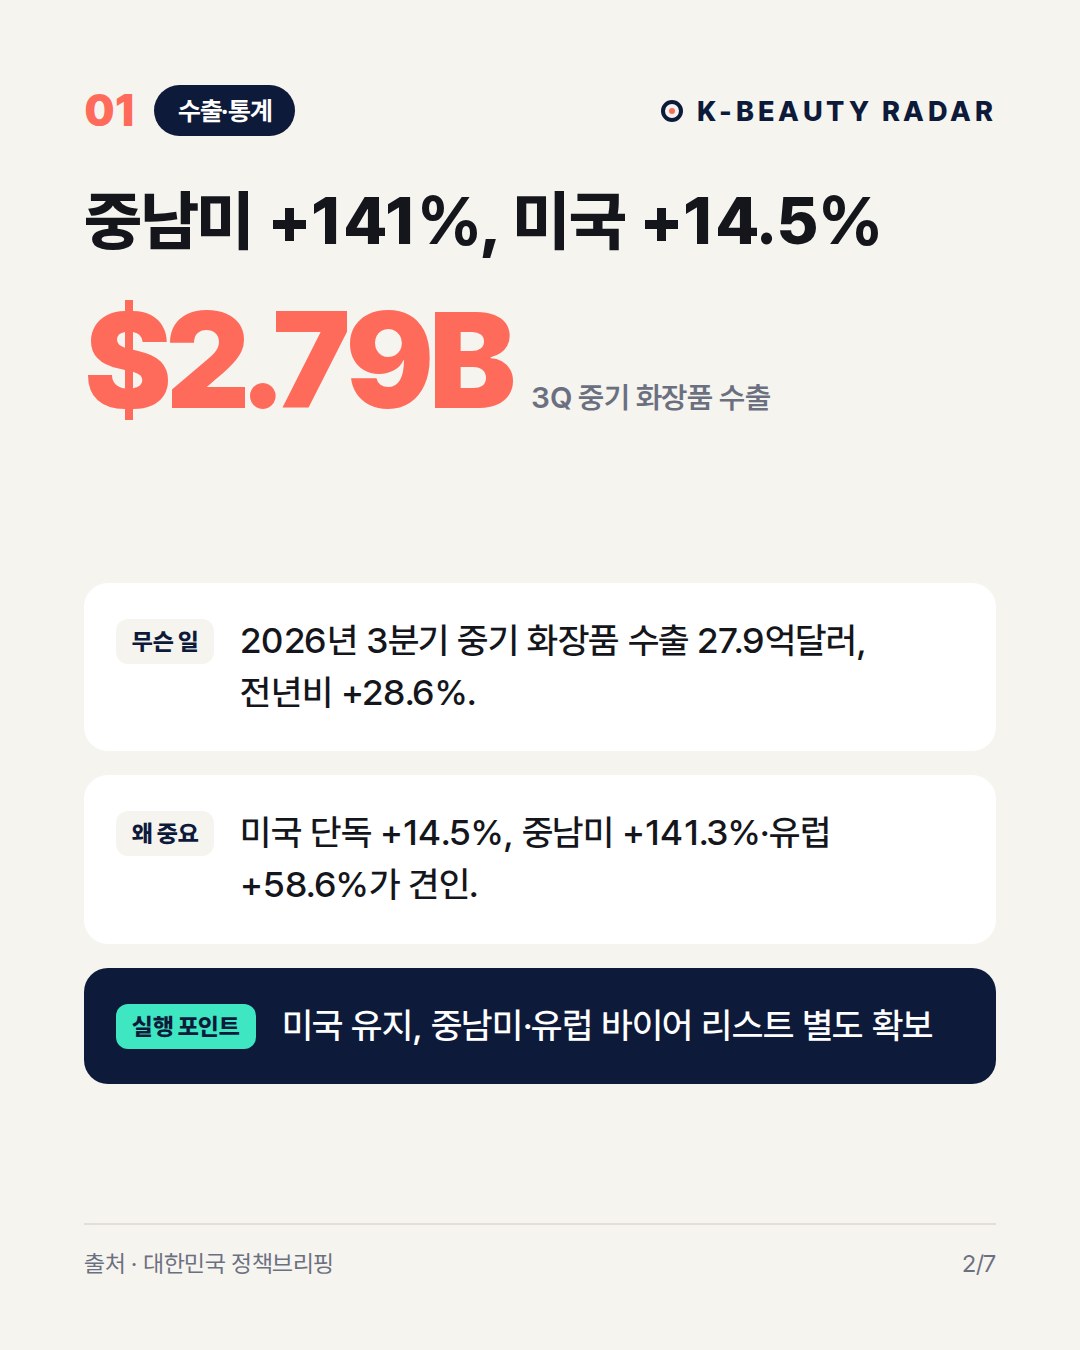 01 수출·통계
K-BEAUTY RADAR
중남미 +141%, 미국 +14.5%
$2.79B 3Q 중기 화장품 수출
무슨 일
2026년 3분기 중기 화장품 수출 27.9억달러,
전년비 +28.6%.
왜 중요
미국 단독 +14.5%, 중남미 +141.3%·유럽
+58.6%가 견인.
실행 포인트
미국 유지, 중남미·유럽 바이어 리스트 별도 확보
출처 · 대한민국 정책브리핑
2/7